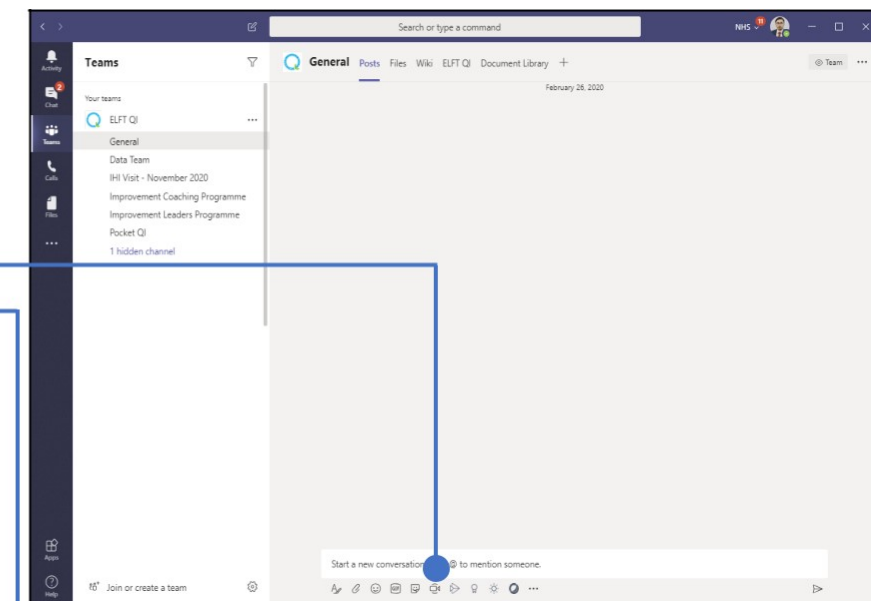 Search or type a command
NHS
11
Activity
Teams
General Posts Files Wiki ELFT QI Document Library
Team
February 26, 2020
2
Chat
Your teams
ELFT QI
Teams
General
Data Team
Calls
IHI Visit - November 2020
Improvement Coaching Programme
Files
Improvement Leaders Programme
Pocket QI
1 hidden channel
Start a new conversation @ to mention someone.
Apps
Help
Join or create a team
GIF